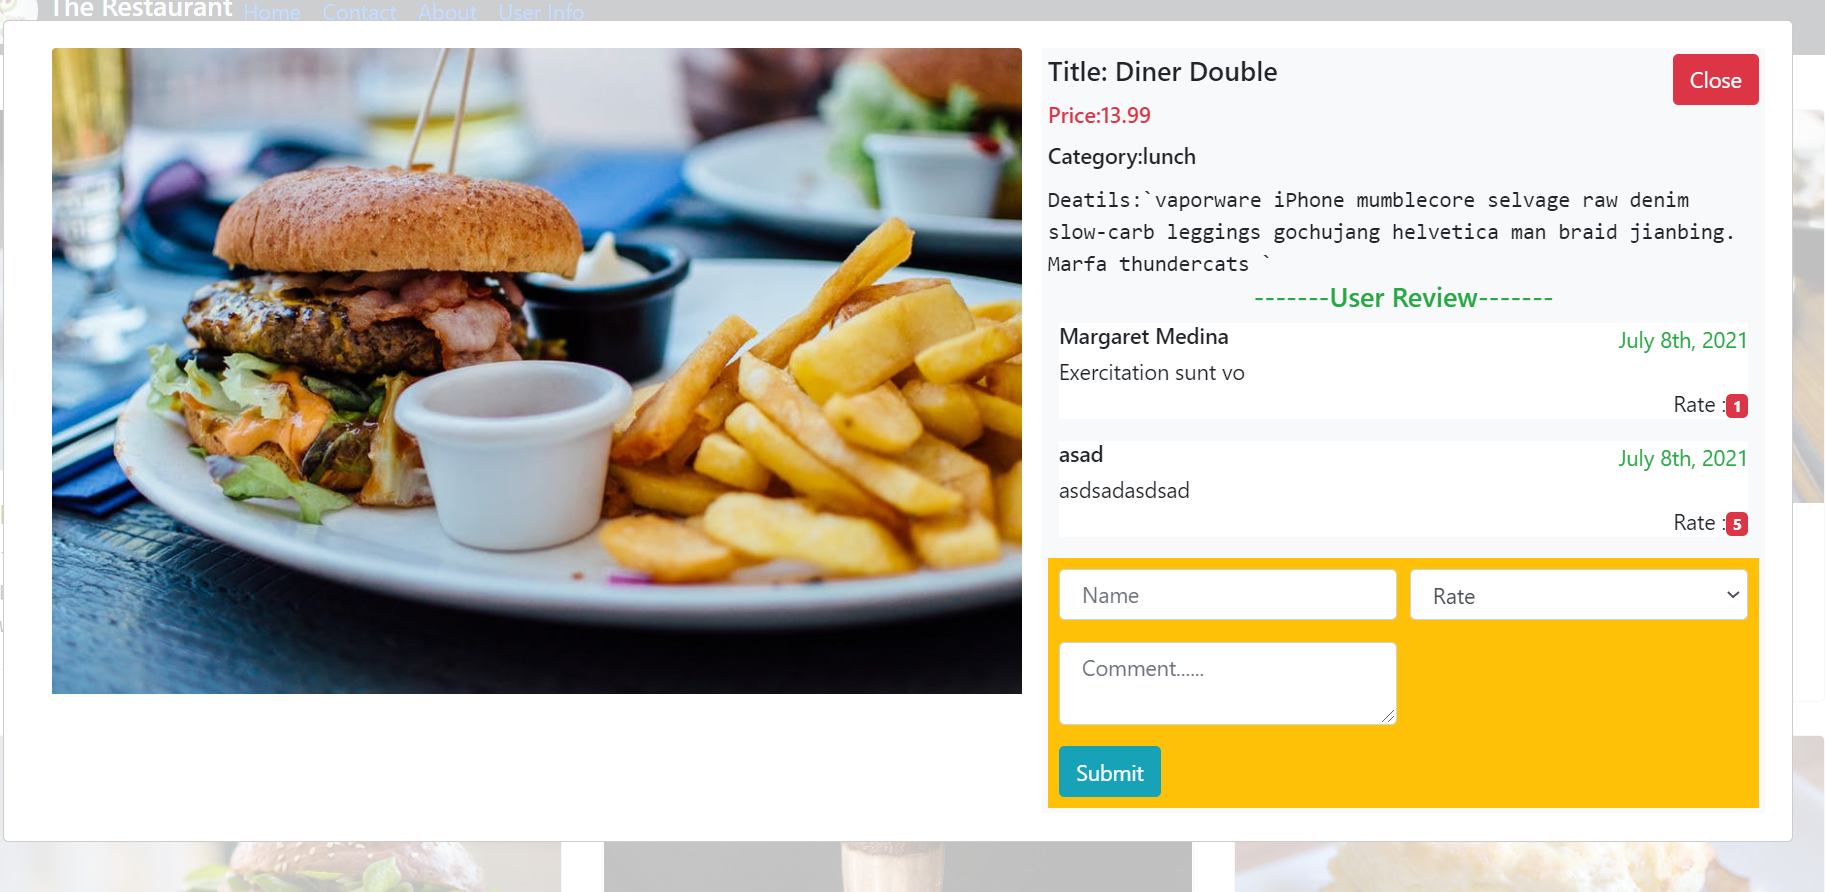 The Restaurant Home Contact About User Info
Title: Diner Double
Close
Price:13.99
Category:lunch
Deatils:`vaporware iPhone mumblecore selvage raw denim
slow-carb leggings gochujang helvetica man braid jianbing.
Marfa thundercats `
-------User Review-------
Margaret Medina
July 8th, 2021
Exercitation sunt vo
Rate :1
asad
July 8th, 2021
asdsadasdsad
Rate :5
Name
Rate
Comment......
Submit